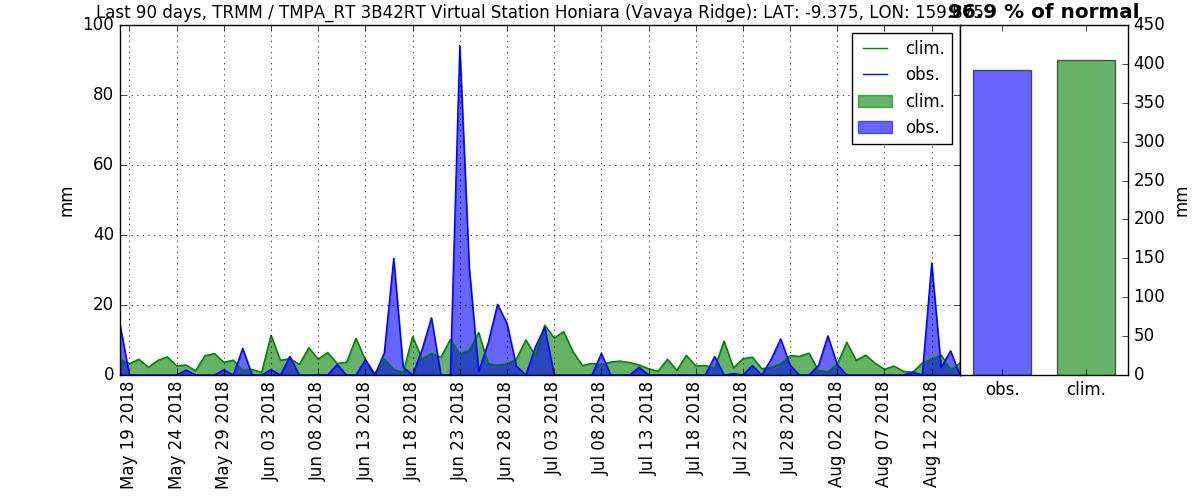 Last 90 days, TRMM / TMPA_RT 3B42RT Virtual Station Honiara (Vavaya Ridge): LAT: -9.375, LON: 159.875
96.9 % of normal
100
80
60
40
20
0
mm
clim.
obs.
clim.
obs.
450
400
350
300
250
200
150
100
50
0
mm
obs.
clim.
May 19 2018
May 24 2018
May 29 2018
Jun 03 2018
Jun 08 2018
Jun 13 2018
Jun 18 2018
Jun 23 2018
Jun 28 2018
Jul 03 2018
Jul 08 2018
Jul 13 2018
Jul 18 2018
Jul 23 2018
Jul 28 2018
Aug 02 2018
Aug 07 2018
Aug 12 2018